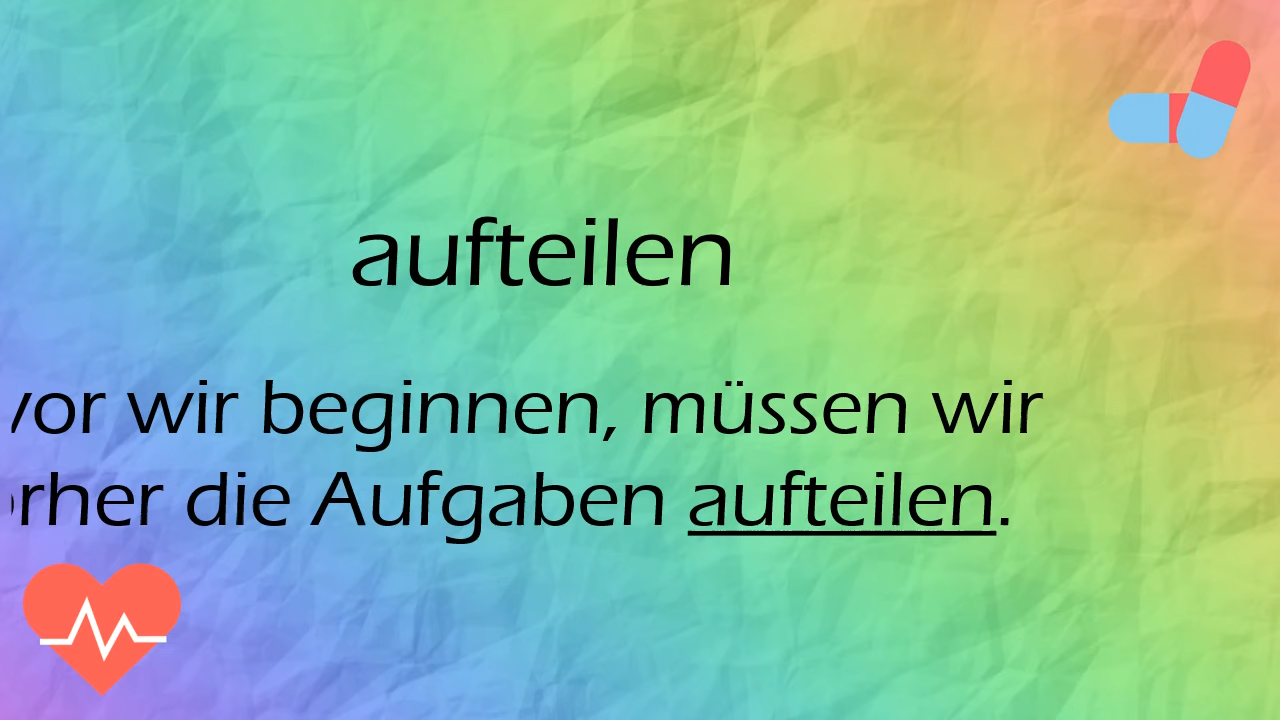 aufteilen
vor wir beginnen, müssen wir
rher die Aufgaben aufteilen.